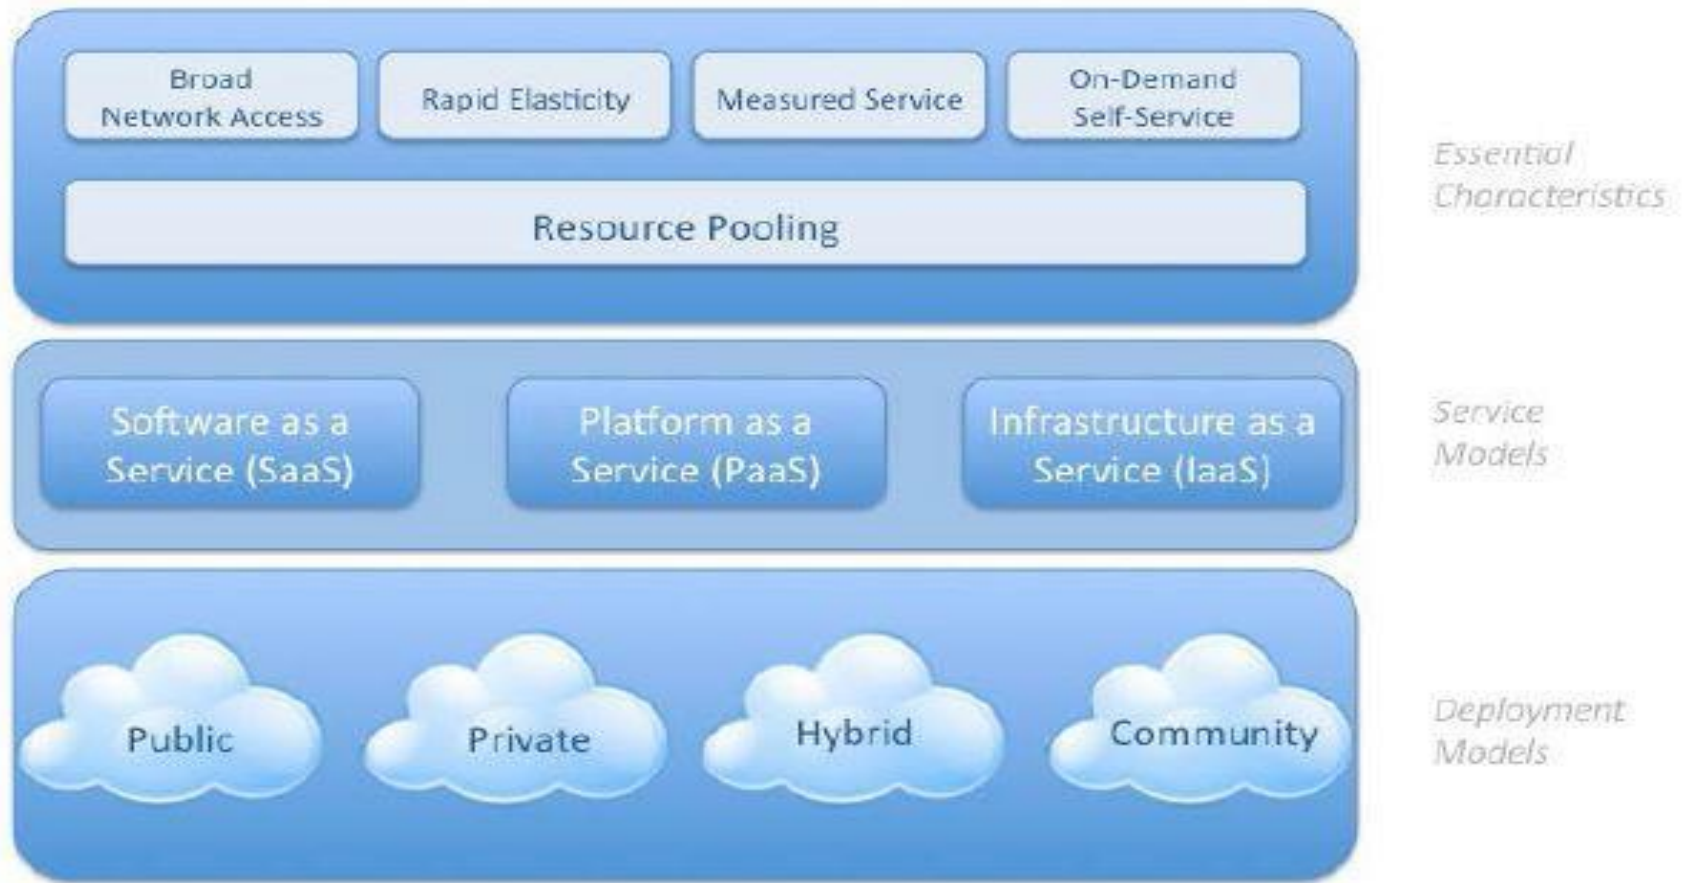 Broad
Network Access
Rapid Elasticity
Measured Service
On-Demand
Self-Service
Resource Pooling
Essential
Characteristics
Software as a
Service (SaaS)
Platform as a
Service (PaaS)
Infrastructure as a
Service (IaaS)
Service
Models
Public
Private
Hybrid
Community
Deployment
Models